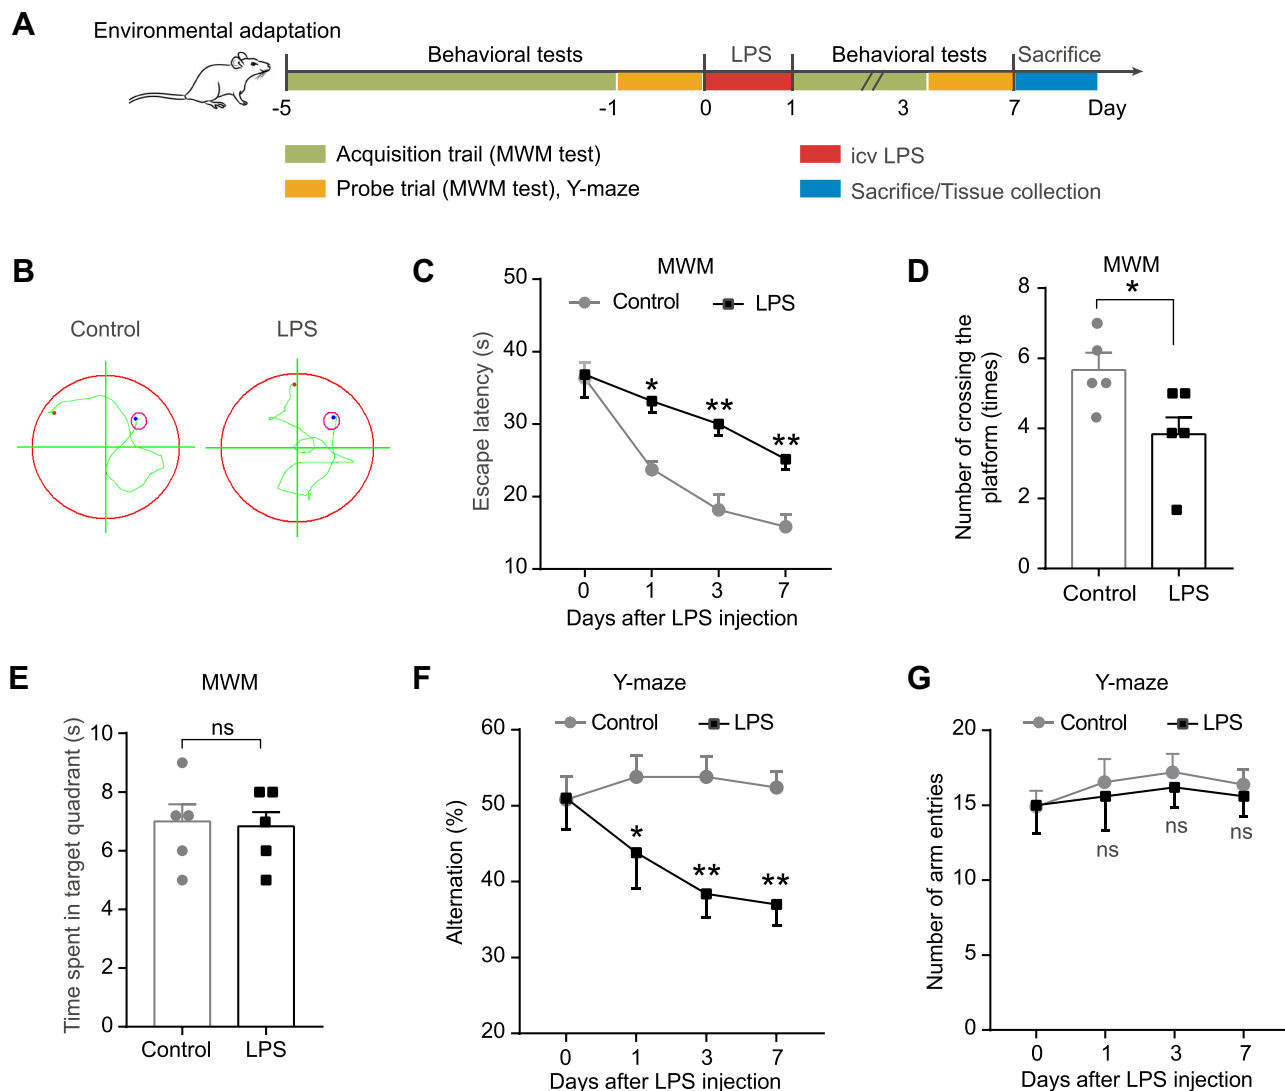 A
Environmental adaptation
Behavioral tests
LPS
Behavioral tests
Sacrifice
-5
-1
0
1
3
7
Day
Acquisition trail (MWM test)
icv LPS
Probe trial (MWM test), Y-maze
Sacrifice/Tissue collection
B
Control
LPS
C
MWM
Control
LPS
Escape latency (s)
50
40
30
20
10
*
**
**
0
1
3
7
Days after LPS injection
D
MWM
*
Number of crossing the
platform (times)
8
6
4
2
0
Control
LPS
E
MWM
ns
Time spent in target quadrant (s)
10
8
6
4
2
0
Control
LPS
F
Y-maze
Control
LPS
Alternation (%)
60
50
40
30
20
*
**
**
0
1
3
7
Days after LPS injection
G
Y-maze
Control
LPS
Number of arm entries
20
15
10
5
0
ns
ns
ns
0
1
3
7
Days after LPS injection